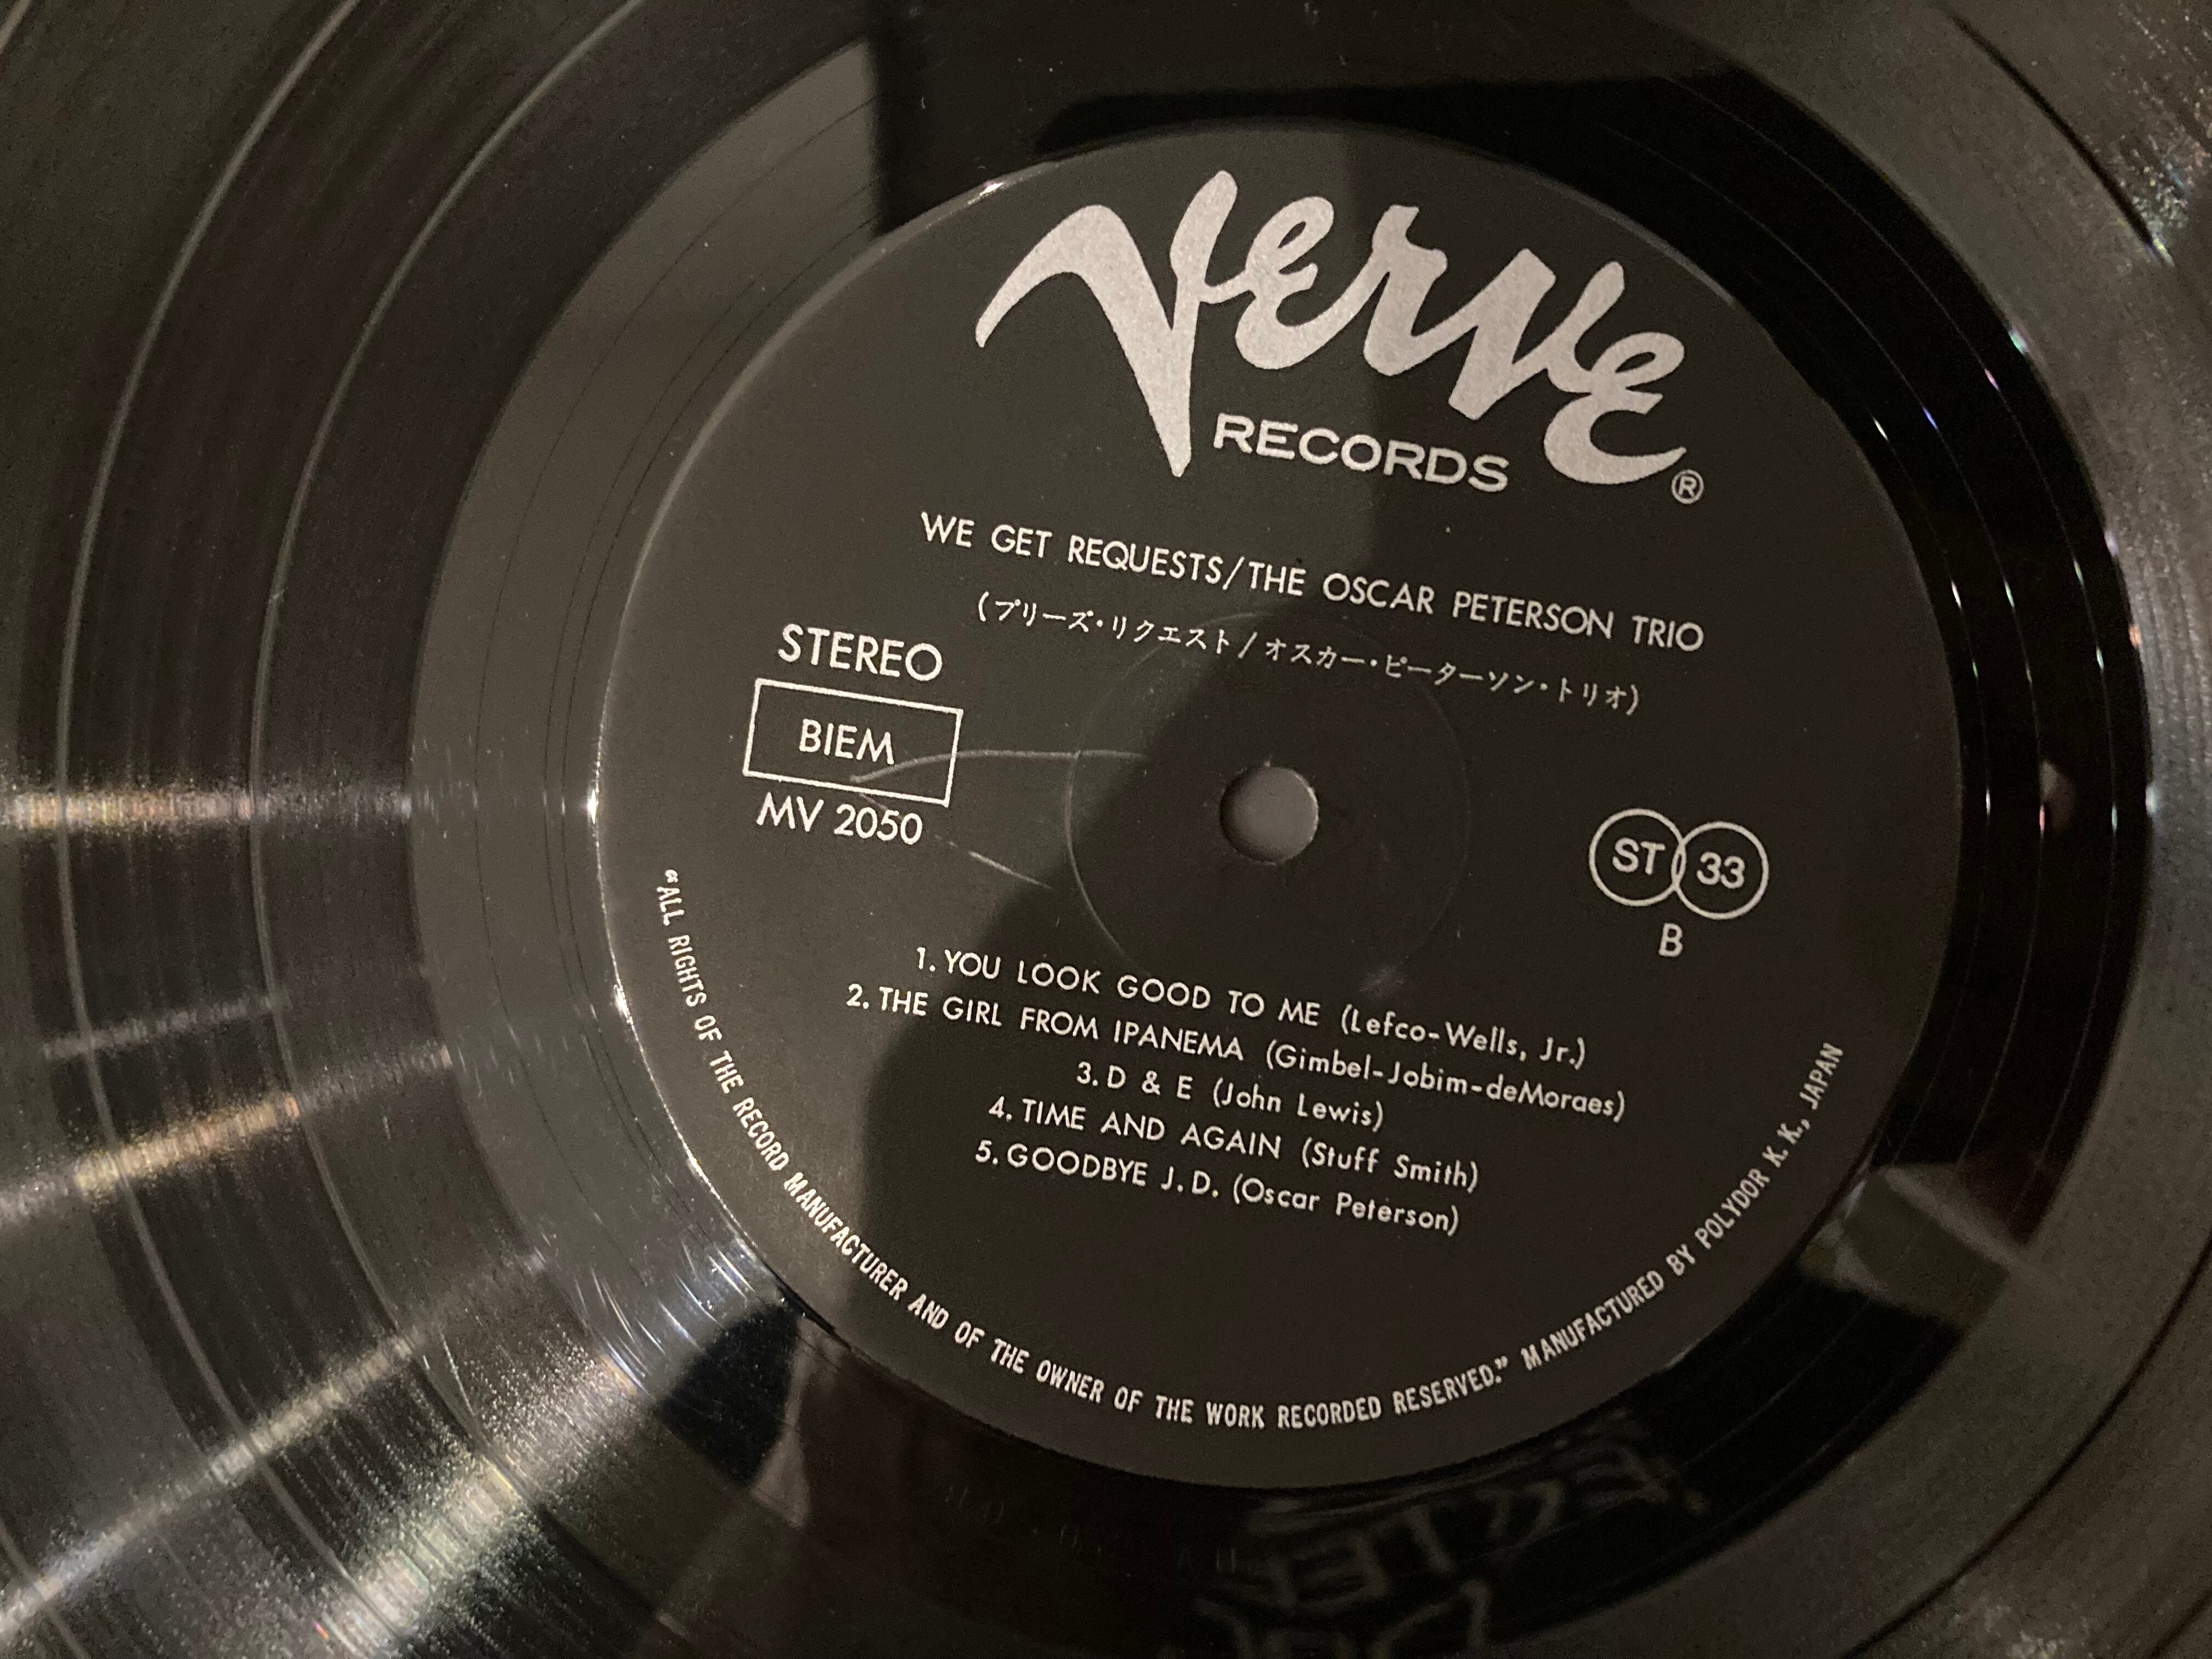 Verve
RECORDS ®
WE GET REQUESTS/THE OSCAR PETERSON TRIO
(プリーズ・リクエスト/オスカー・ピーターソン・トリオ)
STEREO
BIEM
MV 2050
ST 33
B
1. YOU LOOK GOOD TO ME (Lefco-Wells, Jr.)
2. THE GIRL FROM IPANEMA (Gimbel-Jobim-deMoraes)
3. D & E (John Lewis)
4. TIME AND AGAIN (Stuff Smith)
5. GOODBYE J.D. (Oscar Peterson)
“ALL RIGHTS OF THE RECORD MANUFACTURER AND OF THE OWNER OF THE WORK RECORDED RESERVED.” MANUFACTURED BY POLYDOR K. K., JAPAN